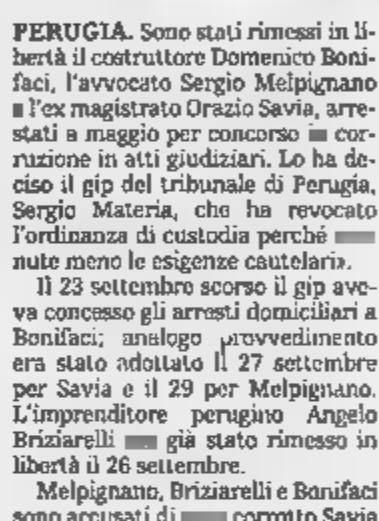 PERUGIA. Sono stati rimessi in li-
bertà il costruttore Domenico Boni-
faci, l'avvocato Sergio Melpignano
l'ex magistrato Orazio Savia, arre-
stati a maggio per concorso in cor-
ruzione in atti giudiziari. Lo ha de-
ciso il gip del tribunale di Perugia,
Sergio Materia, che ha revocato
l'ordinanza di custodia perché
nute meno le esigenze cautelari».
Il 23 settembre scorso il gip ave-
va concesso gli arresti domiciliari a
Bonifaci; analogo provvedimento
era stato adottato il 27 settembre
per Savia e il 29 per Melpignano.
L'imprenditore perugino Angelo
Briziarelli già stato rimesso in
libertà il 26 settembre.
Melpignano, Briziarelli e Bonifaci
sono accusati di corrotto Savia